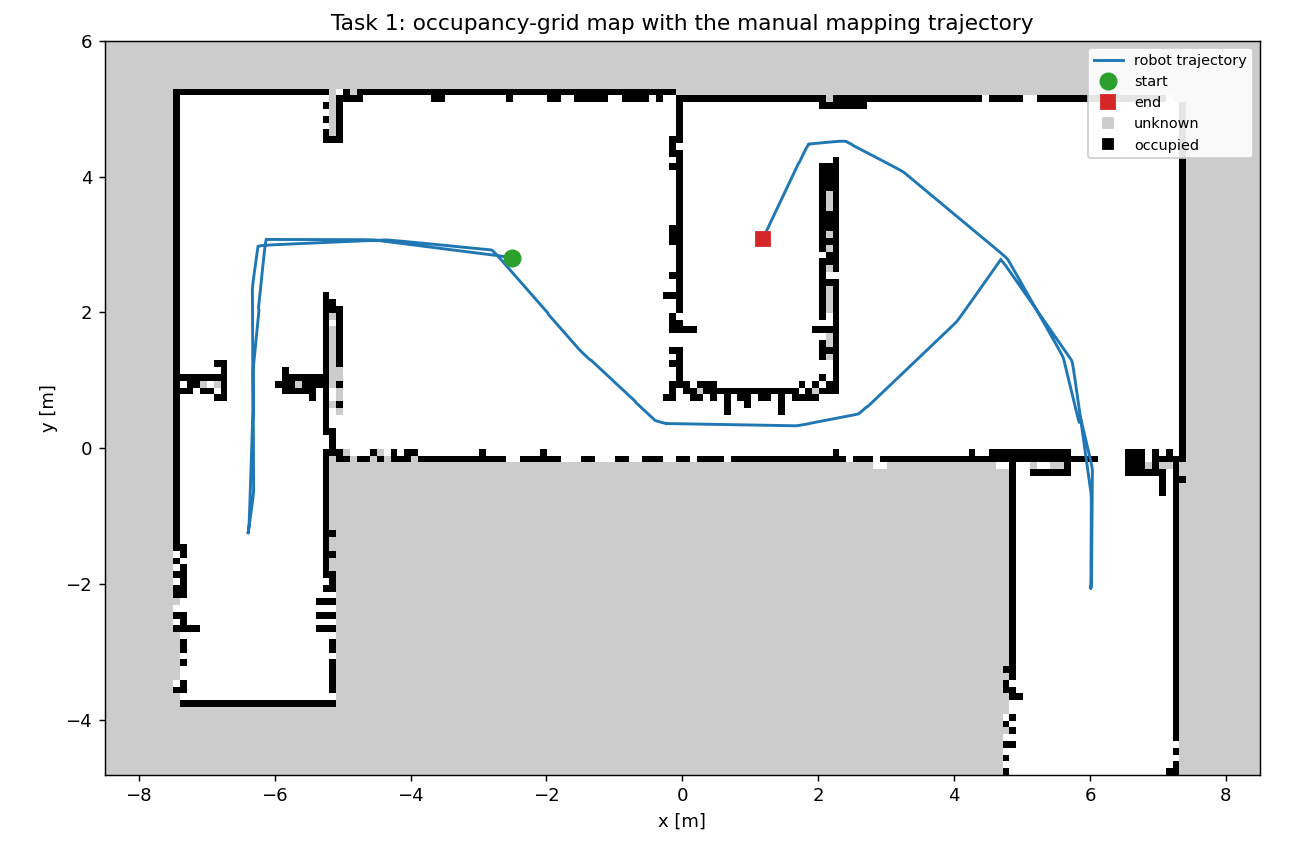 Task 1: occupancy-grid map with the manual mapping trajectory
robot trajectory
start
end
unknown
occupied
y [m]
6
4
2
0
−2
−4
−8
−6
−4
−2
0
2
4
6
8
x [m]